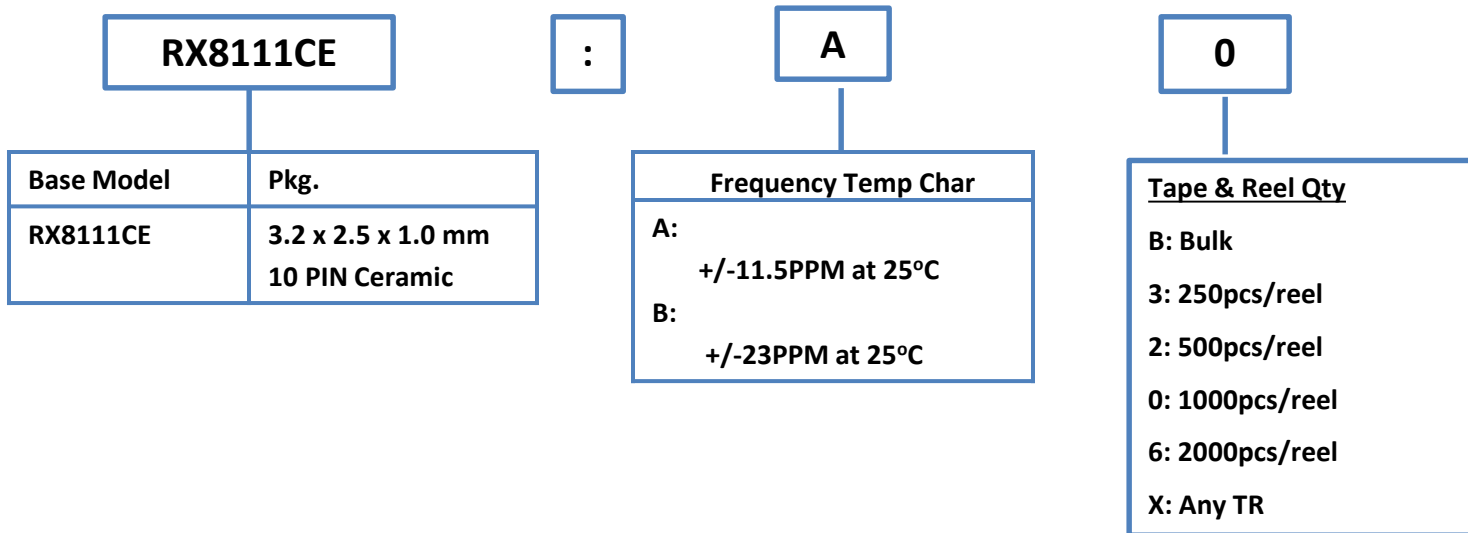 RX8111CE
:
A
0
Base Model
Pkg.
RX8111CE
3.2 x 2.5 x 1.0 mm
10 PIN Ceramic
Frequency Temp Char
A:
+/-11.5PPM at 25°C
B:
+/-23PPM at 25°C
Tape & Reel Qty
B: Bulk
3: 250pcs/reel
2: 500pcs/reel
0: 1000pcs/reel
6: 2000pcs/reel
X: Any TR